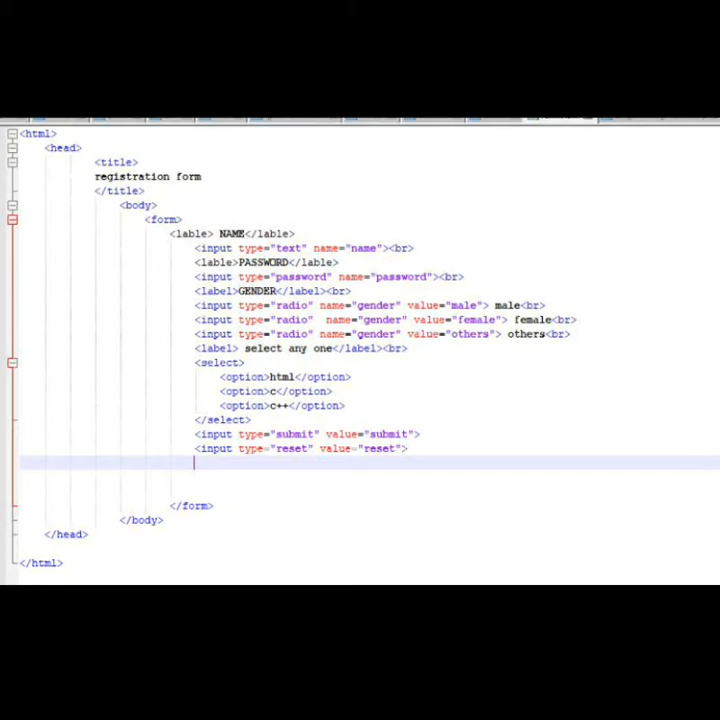 <html>
<head>
<title>
registration form
</title>
<body>
<form>
<lable> NAME</lable>
<input type="text" name="name"><br>
<lable>PASSWORD</lable>
<input type="password" name="password"><br>
<label>GENDER</label><br>
<input type="radio" name="gender" value="male"> male<br>
<input type="radio"  name="gender" value="female"> female<br>
<input type="radio" name="gender" value="others"> others<br>
<label> select any one</label><br>
<select>
<option>html</option>
<option>c</option>
<option>c++</option>
</select>
<input type="submit" value="submit">
<input type="reset" value="reset">
</form>
</body>
</head>
</html>